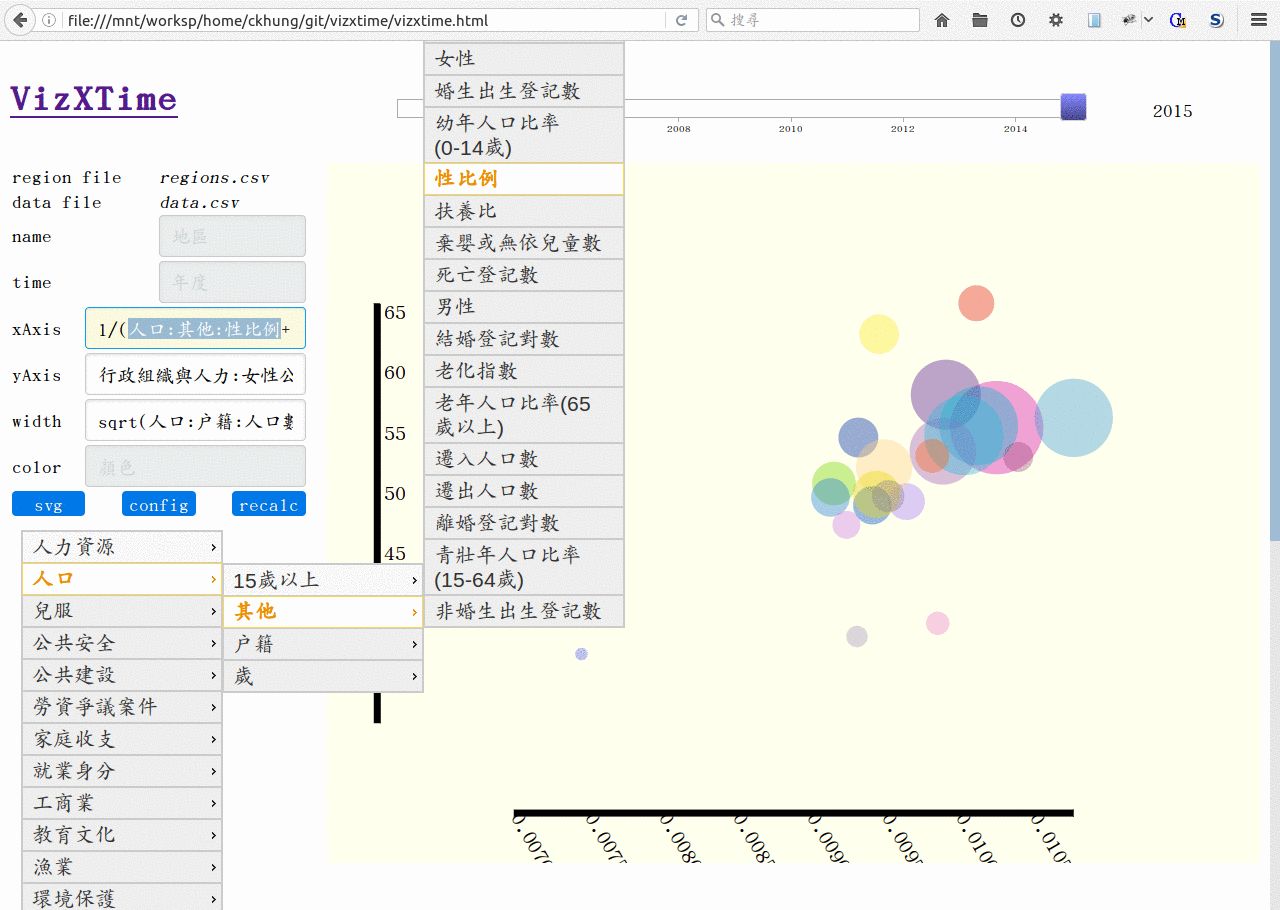 file:///mnt/worksp/home/ckhung/git/vizxtime/vizxtime.html
搜尋
VizXTime
2008
2010
2012
2014
2015
region file
regions.csv
data file
data.csv
name
地區
time
年度
xAxis
1/(人口:其他:性比例+
yAxis
行政組織與人力:女性公
width
sqrt(人口:户籍:人口數
color
顏色
svg
config
recalc
人力資源
人口
兒服
公共安全
公共建設
勞資爭議案件
家庭收支
就業身分
工商業
教育文化
漁業
環境保護
15歲以上
其他
户籍
歲
女性
婚生出生登記數
幼年人口比率
(0-14歲)
性比例
扶養比
棄嬰或無依兒童數
死亡登記數
男性
結婚登記對數
老化指數
老年人口比率(65
歲以上)
遷入人口數
遷出人口數
離婚登記對數
青壯年人口比率
(15-64歲)
非婚生出生登記數
65
60
55
50
45
0.0070
0.0075
0.0080
0.0085
0.0090
0.0095
0.0100
0.0105